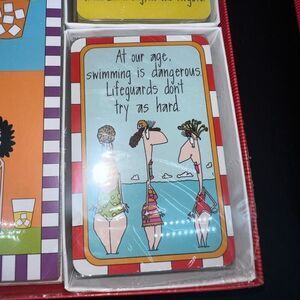 At our age,
swimming is dangerous.
Lifeguards don't
try as hard.